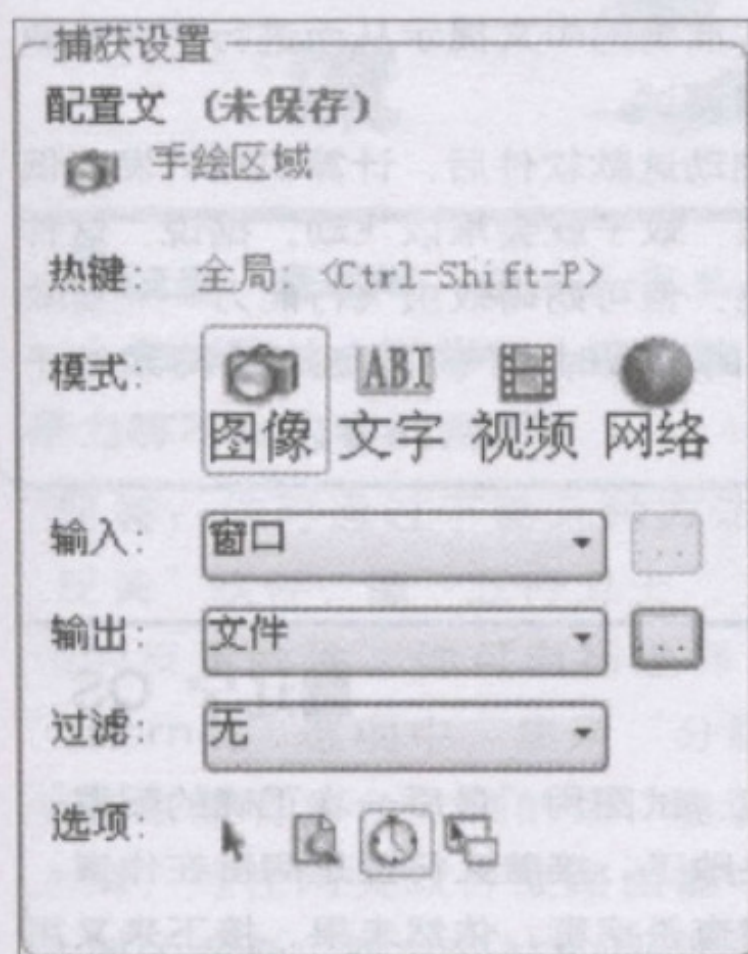 捕获设置
配置文 (未保存)
手绘区域
热键: 全局: <Ctrl-Shift-P>
模式: ABI
图像 文字 视频 网络
输入: 窗口 ..
输出: 文件 ...
过滤: 无
选项: